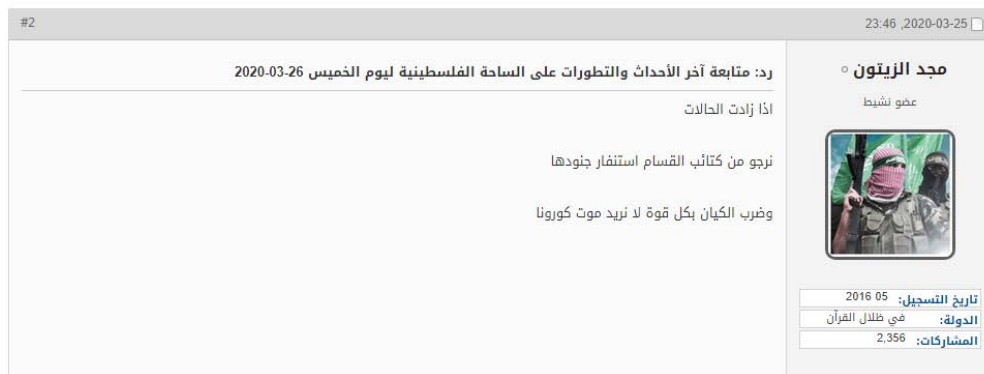 #2
23:46 ,2020-03-25
مجد الزيتون
عضو نشيط
تاريخ التسجيل: 05 2016
الدولة: في ظلال القرآن
المشاركات: 2,356
رد: متابعة آخر الأحداث والتطورات على الساحة الفلسطينية ليوم الخميس 26-03-2020
اذا زادت الحالات
نرجو من كتائب القسام استنفار جنودها
وضرب الكيان بكل قوة لا نريد موت كورونا